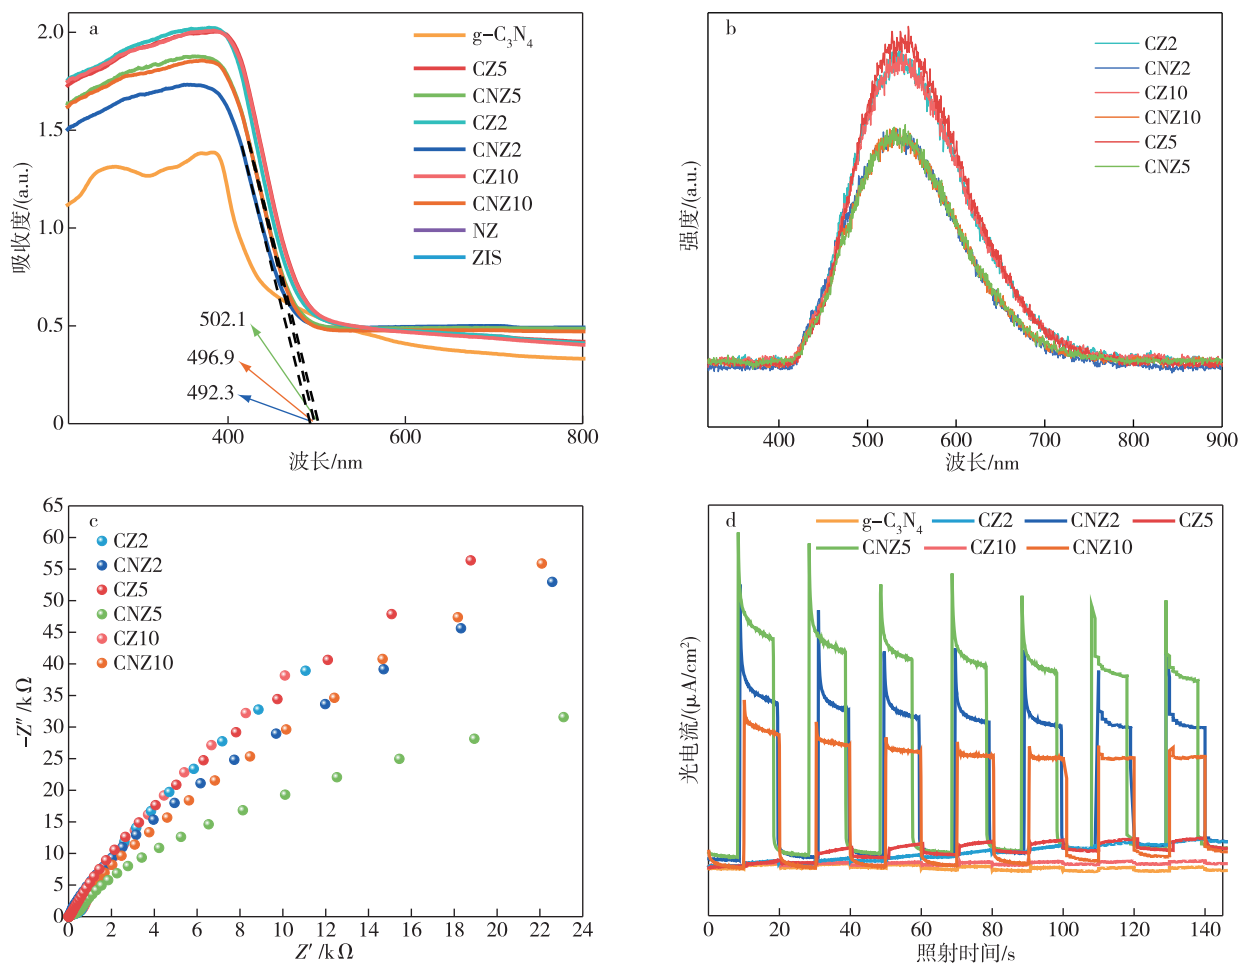 a
2.0
1.5
1.0
0.5
0
吸收度/(a.u.)
g-C₃N₄
CZ5
CNZ5
CZ2
CNZ2
CZ10
CNZ10
NZ
ZIS
502.1
496.9
492.3
400
600
800
波长/nm
b
强度/(a.u.)
CZ2
CNZ2
CZ10
CNZ10
CZ5
CNZ5
400
500
600
700
800
900
波长/nm
c
65
60
55
50
45
40
35
30
25
20
15
10
5
0
-Z″/kΩ
CZ2
CNZ2
CZ5
CNZ5
CZ10
CNZ10
0 2 4 6 8 10 12 14 16 18 20 22 24
Z′/kΩ
d
g-C₃N₄ CZ2 CNZ2 CZ5
CNZ5 CZ10 CNZ10
光电流/(μA/cm²)
0 20 40 60 80 100 120 140
照射时间/s